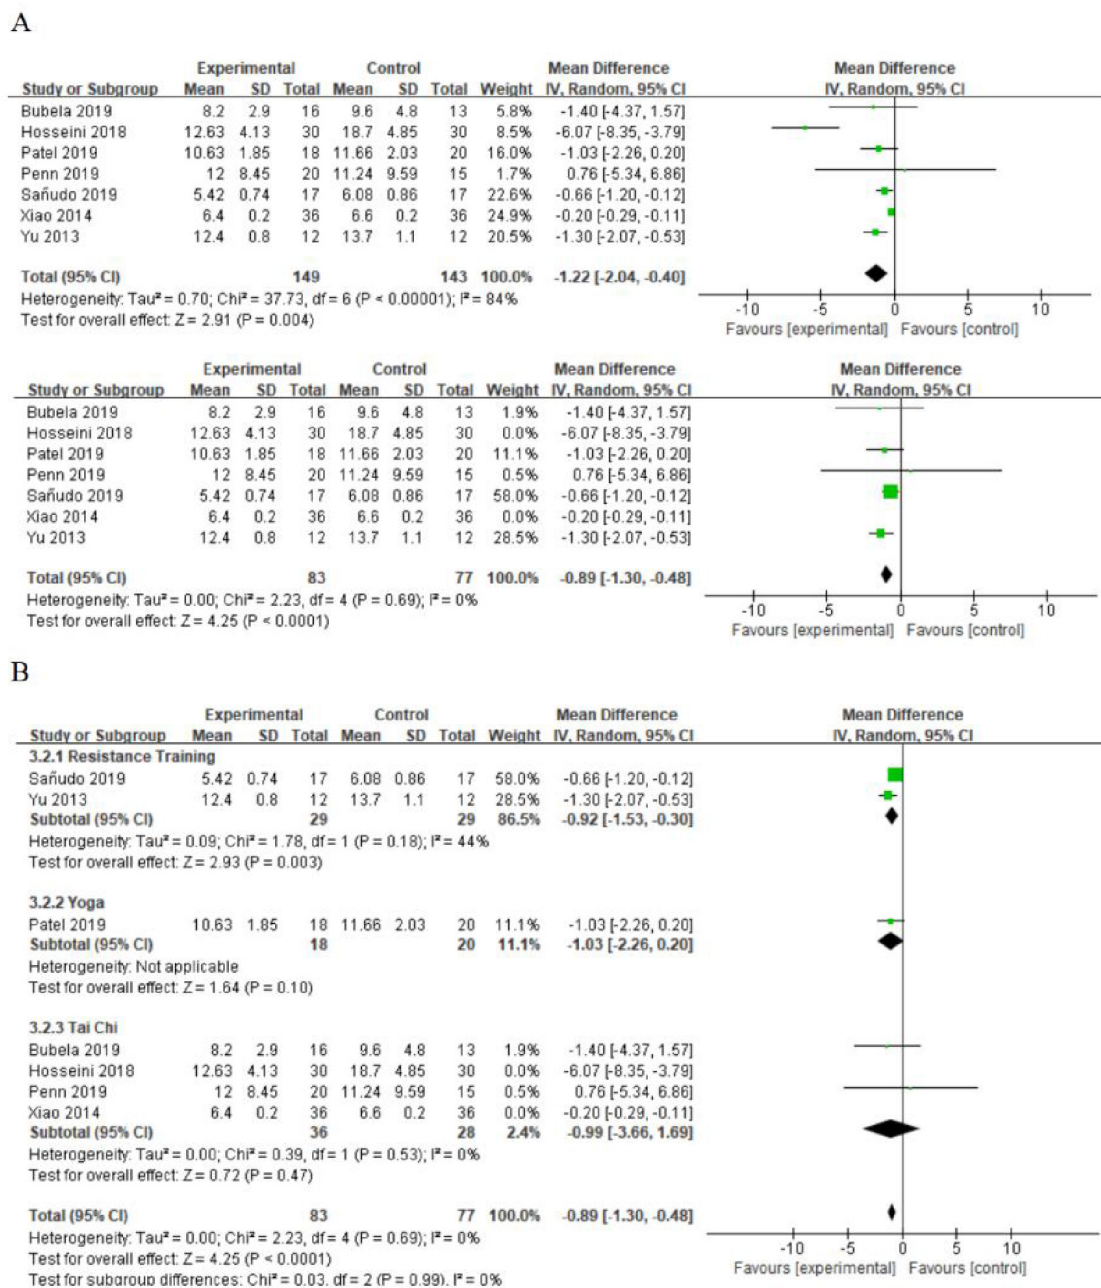 A
Experimental Control Mean Difference Mean Difference
Study or Subgroup Mean SD Total Mean SD Total Weight IV, Random, 95% CI IV, Random, 95% CI
Bubela 2019 8.2 2.9 16 9.6 4.8 13 5.8% -1.40 [-4.37, 1.57]
Hosseini 2018 12.63 4.13 30 18.7 4.85 30 8.5% -6.07 [-8.35, -3.79]
Patel 2019 10.63 1.85 18 11.66 2.03 20 16.0% -1.03 [-2.26, 0.20]
Penn 2019 12 8.45 20 11.24 9.59 15 1.7% 0.76 [-5.34, 6.86]
Sañudo 2019 5.42 0.74 17 6.08 0.86 17 22.6% -0.66 [-1.20, -0.12]
Xiao 2014 6.4 0.2 36 6.6 0.2 36 24.9% -0.20 [-0.29, -0.11]
Yu 2013 12.4 0.8 12 13.7 1.1 12 20.5% -1.30 [-2.07, -0.53]
Total (95% CI) 149 143 100.0% -1.22 [-2.04, -0.40]
Heterogeneity: Tau² = 0.70; Chi² = 37.73, df = 6 (P < 0.00001); I² = 84%
Test for overall effect: Z = 2.91 (P = 0.004)
-10 -5 0 5 10
Favours [experimental] Favours [control]
Experimental Control Mean Difference Mean Difference
Study or Subgroup Mean SD Total Mean SD Total Weight IV, Random, 95% CI IV, Random, 95% CI
Bubela 2019 8.2 2.9 16 9.6 4.8 13 1.9% -1.40 [-4.37, 1.57]
Hosseini 2018 12.63 4.13 30 18.7 4.85 30 0.0% -6.07 [-8.35, -3.79]
Patel 2019 10.63 1.85 18 11.66 2.03 20 11.1% -1.03 [-2.26, 0.20]
Penn 2019 12 8.45 20 11.24 9.59 15 0.5% 0.76 [-5.34, 6.86]
Sañudo 2019 5.42 0.74 17 6.08 0.86 17 58.0% -0.66 [-1.20, -0.12]
Xiao 2014 6.4 0.2 36 6.6 0.2 36 0.0% -0.20 [-0.29, -0.11]
Yu 2013 12.4 0.8 12 13.7 1.1 12 28.5% -1.30 [-2.07, -0.53]
Total (95% CI) 83 77 100.0% -0.89 [-1.30, -0.48]
Heterogeneity: Tau² = 0.00; Chi² = 2.23, df = 4 (P = 0.69); I² = 0%
Test for overall effect: Z = 4.25 (P < 0.0001)
-10 -5 0 5 10
Favours [experimental] Favours [control]
B
Experimental Control Mean Difference Mean Difference
Study or Subgroup Mean SD Total Mean SD Total Weight IV, Random, 95% CI IV, Random, 95% CI
3.2.1 Resistance Training
Sañudo 2019 5.42 0.74 17 6.08 0.86 17 58.0% -0.66 [-1.20, -0.12]
Yu 2013 12.4 0.8 12 13.7 1.1 12 28.5% -1.30 [-2.07, -0.53]
Subtotal (95% CI) 29 29 86.5% -0.92 [-1.53, -0.30]
Heterogeneity: Tau² = 0.09; Chi² = 1.78, df = 1 (P = 0.18); I² = 44%
Test for overall effect: Z = 2.93 (P = 0.003)
3.2.2 Yoga
Patel 2019 10.63 1.85 18 11.66 2.03 20 11.1% -1.03 [-2.26, 0.20]
Subtotal (95% CI) 18 20 11.1% -1.03 [-2.26, 0.20]
Heterogeneity: Not applicable
Test for overall effect: Z = 1.64 (P = 0.10)
3.2.3 Tai Chi
Bubela 2019 8.2 2.9 16 9.6 4.8 13 1.9% -1.40 [-4.37, 1.57]
Hosseini 2018 12.63 4.13 30 18.7 4.85 30 0.0% -6.07 [-8.35, -3.79]
Penn 2019 12 8.45 20 11.24 9.59 15 0.5% 0.76 [-5.34, 6.86]
Xiao 2014 6.4 0.2 36 6.6 0.2 36 0.0% -0.20 [-0.29, -0.11]
Subtotal (95% CI) 36 28 2.4% -0.99 [-3.66, 1.69]
Heterogeneity: Tau² = 0.00; Chi² = 0.39, df = 1 (P = 0.53); I² = 0%
Test for overall effect: Z = 0.72 (P = 0.47)
Total (95% CI) 83 77 100.0% -0.89 [-1.30, -0.48]
Heterogeneity: Tau² = 0.00; Chi² = 2.23, df = 4 (P = 0.69); I² = 0%
Test for overall effect: Z = 4.25 (P < 0.0001)
Test for subgroup differences: Chi² = 0.03, df = 2 (P = 0.99), I² = 0%
-10 -5 0 5 10
Favours [experimental] Favours [control]